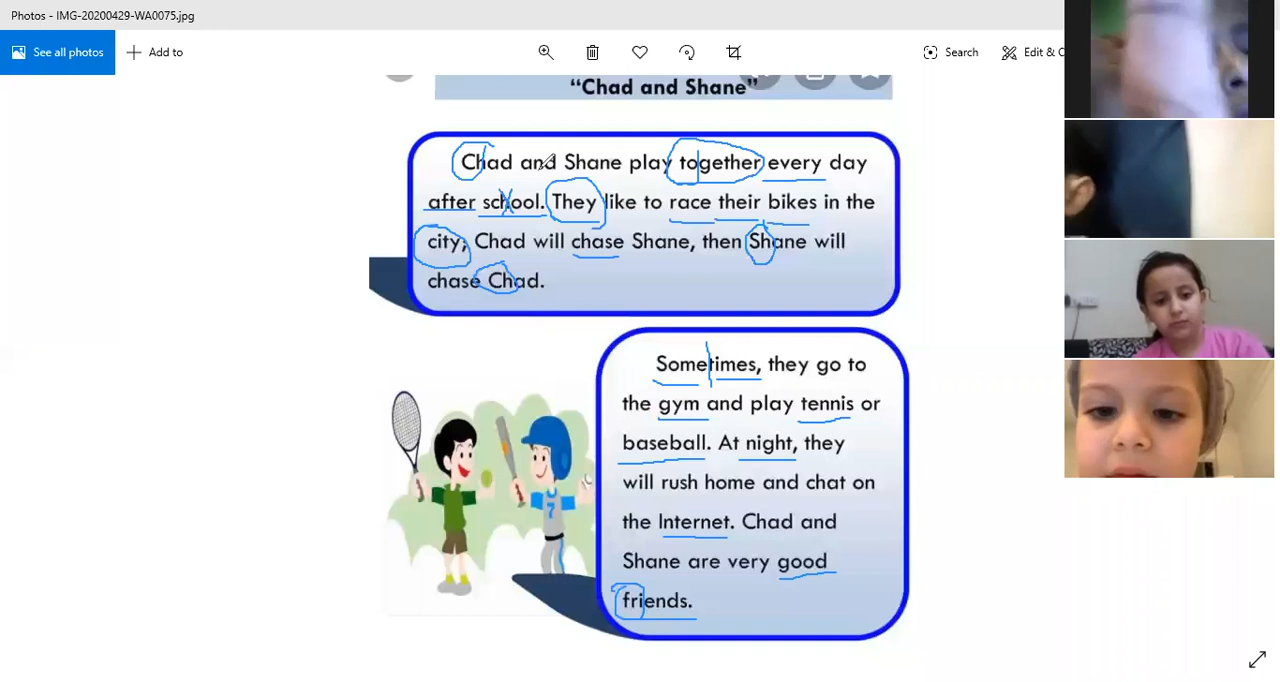 Photos - IMG-20200429-WA0075.jpg
See all photos
Add to
Search
Edit & C
"Chad and Shane"
Chad and Shane play together every day
after school. They like to race their bikes in the
city, Chad will chase Shane, then Shane will
chase Chad.
Sometimes, they go to
the gym and play tennis or
baseball. At night, they
will rush home and chat on
the Internet. Chad and
Shane are very good
friends.
7